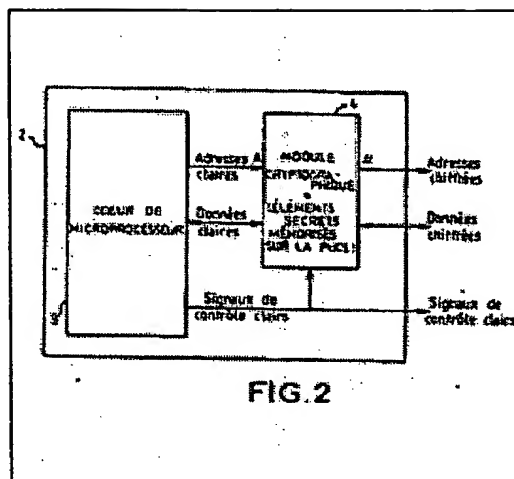 2
4
COEUR DE
MICROPROCESSEUR
3
Adresses A
claires
Données
claires
Signaux de
contrôle clairs
MODULE
CRYPTOGRA-
PHIQUE
+
(ÉLÉMENTS
SECRETS
MÉMORISÉS
SUR LA PUCE)
Adresses
chiffrées
Données
chiffrées
Signaux de
contrôle clairs
FIG.2